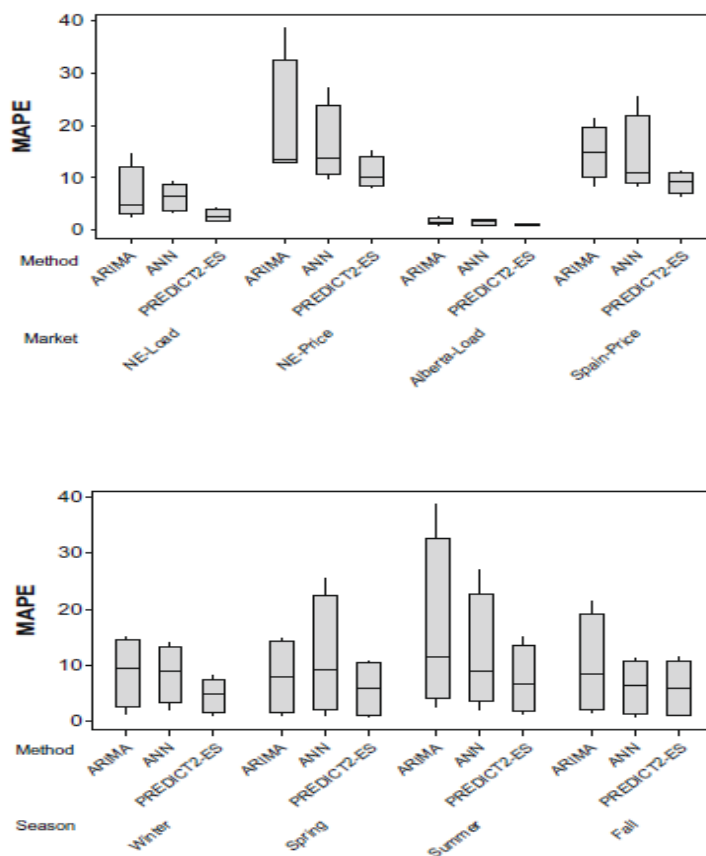 40
30
20
10
0
MAPE
Method ARIMA ANN PREDICT2-ES ARIMA ANN PREDICT2-ES ARIMA ANN PREDICT2-ES ARIMA ANN PREDICT2-ES
Market NE-Load NE-Price Alberta-Load Spain-Price
40
30
20
10
0
MAPE
Method ARIMA ANN PREDICT2-ES ARIMA ANN PREDICT2-ES ARIMA ANN PREDICT2-ES ARIMA ANN PREDICT2-ES
Season Winter Spring Summer Fall